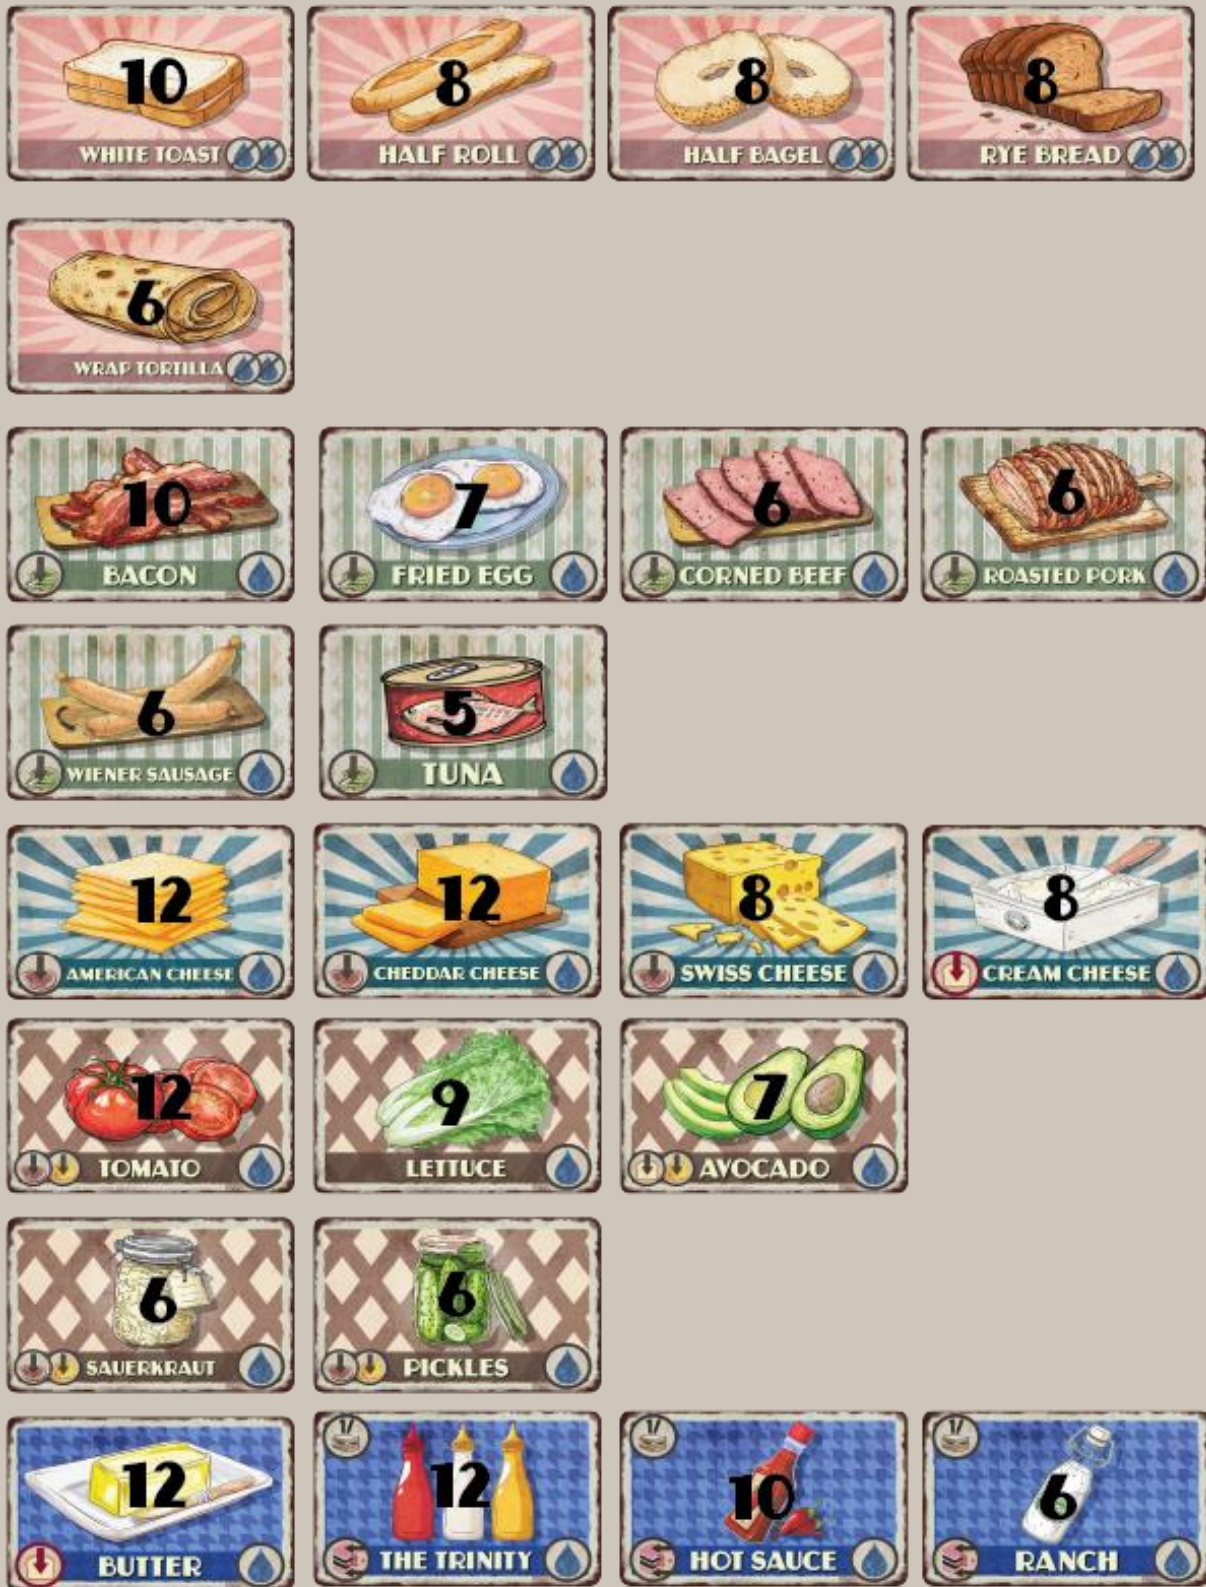 10
WHITE TOAST
8
HALF ROLL
8
HALF BAGEL
8
RYE BREAD
6
WRAP TORTILLA
10
BACON
7
FRIED EGG
6
CORNED BEEF
6
ROASTED PORK
6
WIENER SAUSAGE
5
TUNA
12
AMERICAN CHEESE
12
CHEDDAR CHEESE
8
SWISS CHEESE
8
CREAM CHEESE
12
TOMATO
9
LETTUCE
7
AVOCADO
6
SAUERKRAUT
6
PICKLES
12
BUTTER
1/
12
THE TRINITY
1/
10
HOT SAUCE
1/
6
RANCH